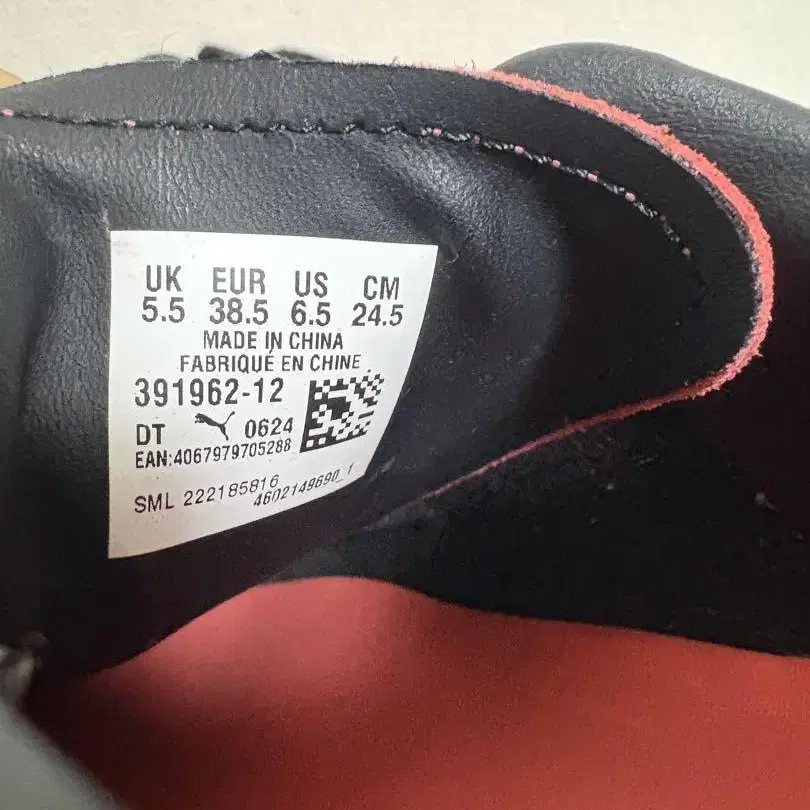 UK EUR US CM
5.5 38.5 6.5 24.5
MADE IN CHINA
FABRIQUÉ EN CHINE
391962-12
DT 0624
EAN:4067979705288
SML 222185816
4602149690_1